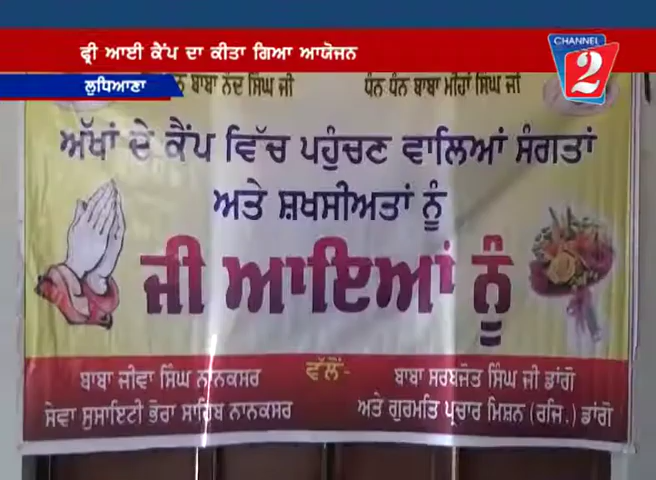 ਫ੍ਰੀ ਆਈ ਕੈਂਪ ਦਾ ਕੀਤਾ ਗਿਆ ਆਯੋਜਨ
CHANNEL 2
ਲੁਧਿਆਣਾ
ਬਾਬਾ ਨੰਦ ਸਿੰਘ ਜੀ ਧੰਨ ਧੰਨ ਬਾਬਾ ਮੀਹਾਂ ਸਿੰਘ ਜੀ
ਅੱਖਾਂ ਦੇ ਕੈਂਪ ਵਿੱਚ ਪਹੁੰਚਣ ਵਾਲਿਆਂ ਸੰਗਤਾਂ
ਅਤੇ ਸ਼ਖਸੀਅਤਾਂ ਨੂੰ
ਜੀ ਆਇਆਂ ਨੂੰ
ਵੱਲੋਂ-
ਬਾਬਾ ਜੀਵਾ ਸਿੰਘ ਨਾਨਕਸਰ
ਸੇਵਾ ਸੁਸਾਇਟੀ ਭੋਰਾ ਸਾਹਿਬ ਨਾਨਕਸਰ
ਬਾਬਾ ਸਰਬਜੋਤ ਸਿੰਘ ਜੀ ਡਾਂਗੋ
ਅਤੇ ਗੁਰਮਤਿ ਪ੍ਰਚਾਰ ਮਿਸ਼ਨ (ਰਜਿ.) ਡਾਂਗੋ